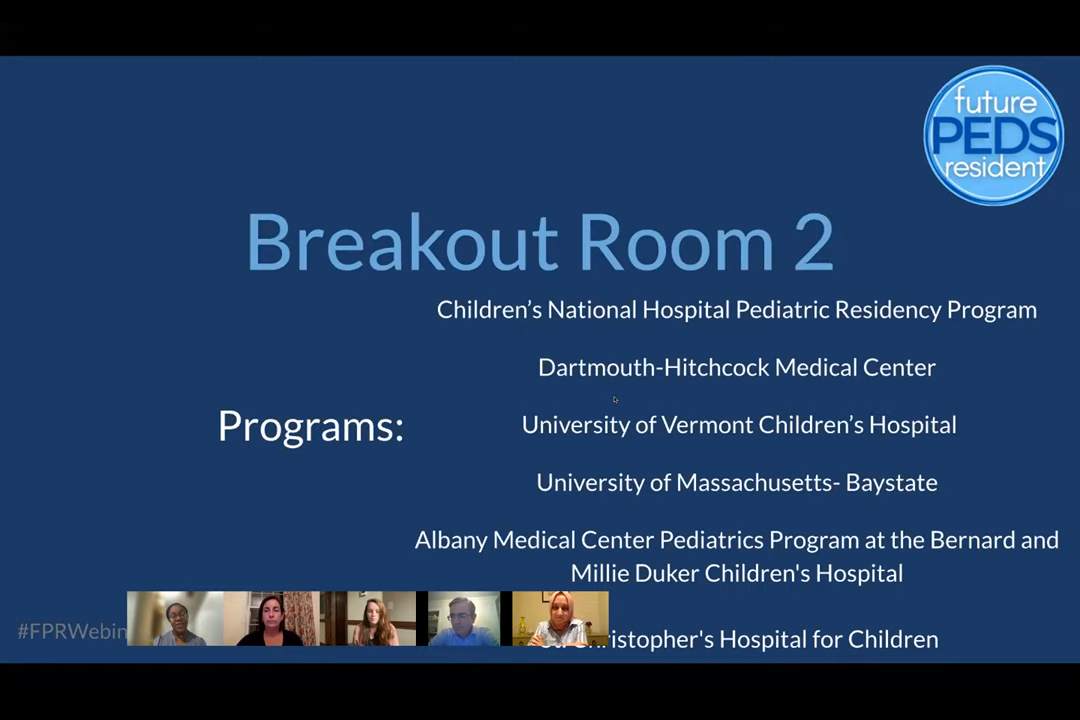 future
PEDS
resident
Breakout Room 2
Children's National Hospital Pediatric Residency Program
Dartmouth-Hitchcock Medical Center
Programs:
University of Vermont Children's Hospital
University of Massachusetts- Baystate
Albany Medical Center Pediatrics Program at the Bernard and
Millie Duker Children's Hospital
#FPRWebin
Hospital for Children